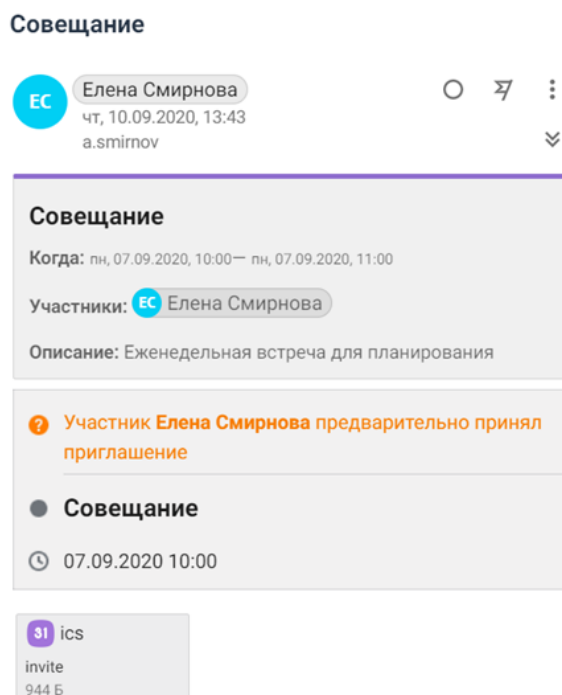 Совещание
ЕС Елена Смирнова
чт, 10.09.2020, 13:43
a.smirnov
Совещание
Когда: пн, 07.09.2020, 10:00— пн, 07.09.2020, 11:00
Участники: ЕС Елена Смирнова
Описание: Еженедельная встреча для планирования
? Участник Елена Смирнова предварительно принял
приглашение
Совещание
07.09.2020 10:00
31 ics
invite
944 Б